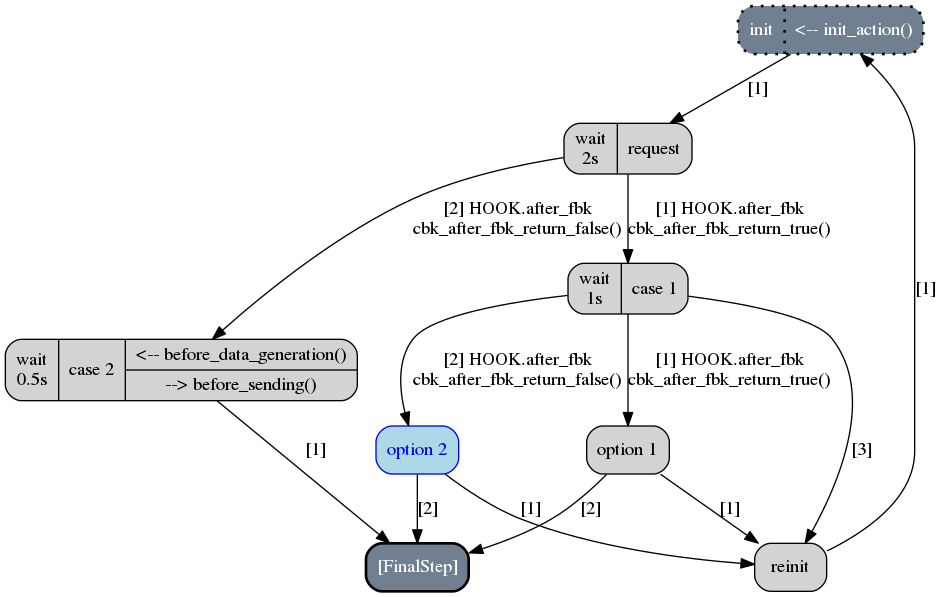 init
<-- init_action()
[1]
wait
2s
request
[2] HOOK.after_fbk
cbk_after_fbk_return_false()
[1] HOOK.after_fbk
cbk_after_fbk_return_true()
wait
1s
case 1
[1]
wait
0.5s
case 2
<-- before_data_generation()
--> before_sending()
[2] HOOK.after_fbk
cbk_after_fbk_return_false()
[1] HOOK.after_fbk
cbk_after_fbk_return_true()
[1]
option 2
option 1
[3]
[2]
[1]
[2]
[1]
[FinalStep]
reinit